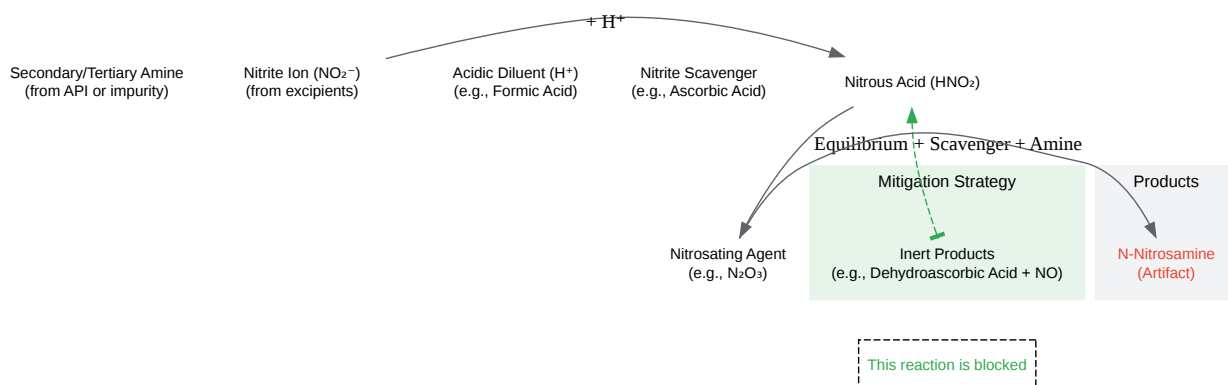 + H⁺
Secondary/Tertiary Amine
(from API or impurity)
Nitrite Ion (NO₂⁻)
(from excipients)
Acidic Diluent (H⁺)
(e.g., Formic Acid)
Nitrite Scavenger
(e.g., Ascorbic Acid)
Nitrous Acid (HNO₂)
Equilibrium + Scavenger + Amine
Mitigation Strategy
Products
Nitrosating Agent
(e.g., N₂O₃)
Inert Products
(e.g., Dehydroascorbic Acid + NO)
N-Nitrosamine
(Artifact)
This reaction is blocked